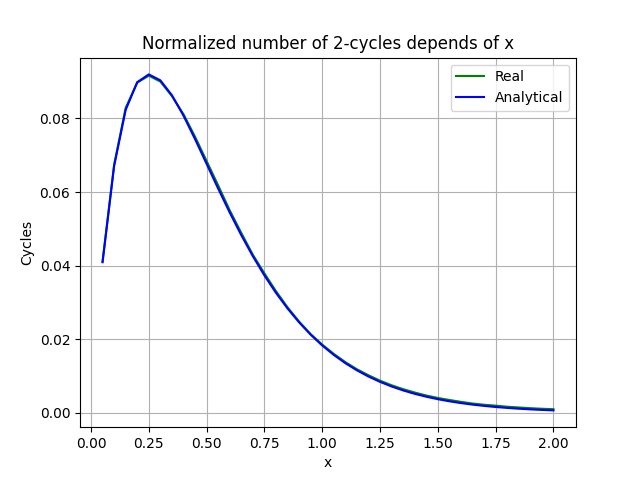 Normalized number of 2-cycles depends of x
Real
Analytical
Cycles
0.08
0.06
0.04
0.02
0.00
0.00 0.25 0.50 0.75 1.00 1.25 1.50 1.75 2.00
x